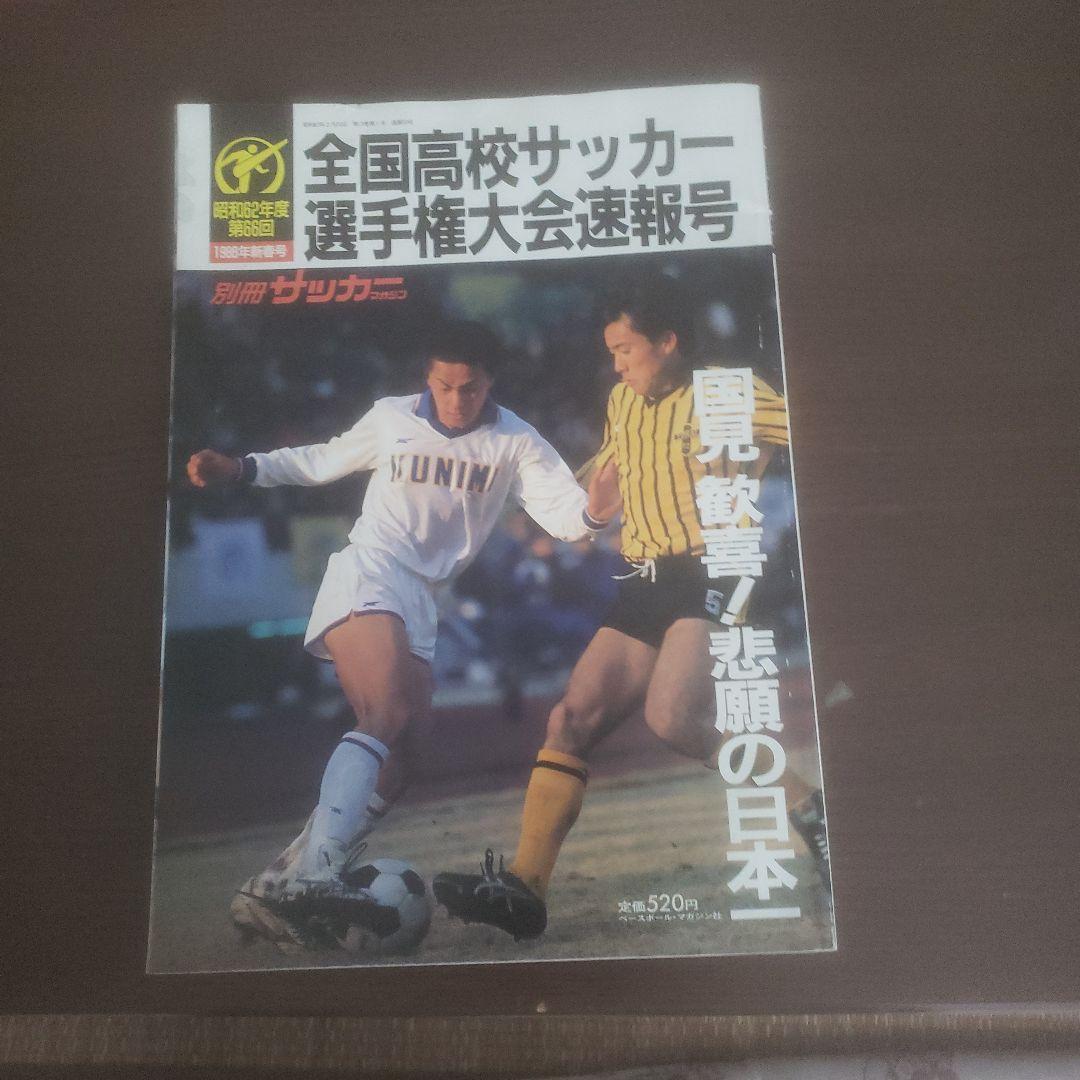 全国高校サッカー
選手権大会速報号
昭和62年度
第66回
1988年新春号
別冊サッカーマガジン
KUNIMI
国見 歓喜!悲願の日本一
5
定価520円
ベースボール・マガジン社